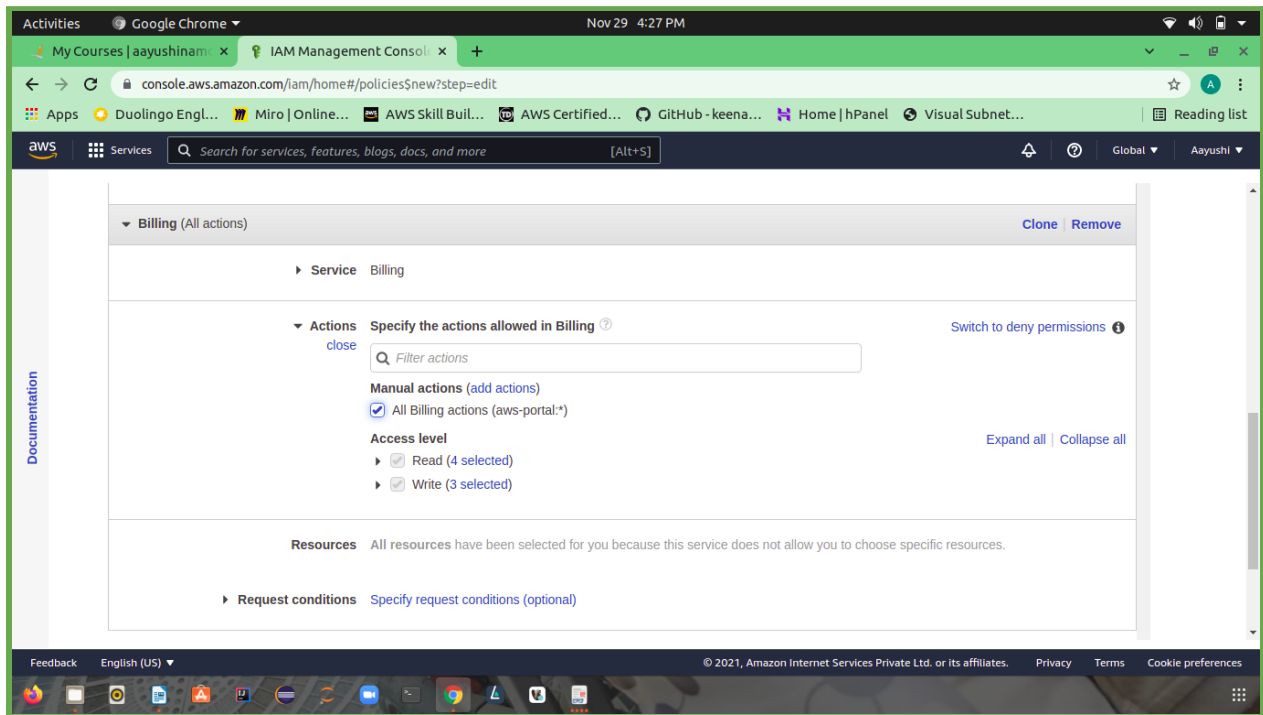 Activities Google Chrome Nov 29 4:27 PM
My Courses | aayushinam IAM Management Consol
console.aws.amazon.com/iam/home#/policies$new?step=edit A
Apps Duolingo Engl... Miro | Online... AWS Skill Buil... AWS Certified... GitHub - keena... Home | hPanel Visual Subnet... Reading list
aws Services Search for services, features, blogs, docs, and more [Alt+S] Global Aayushi
Billing (All actions) Clone Remove
Service Billing
Actions Specify the actions allowed in Billing Switch to deny permissions
close
Filter actions
Manual actions (add actions)
All Billing actions (aws-portal:*)
Access level Expand all Collapse all
Read (4 selected)
Write (3 selected)
Resources All resources have been selected for you because this service does not allow you to choose specific resources.
Request conditions Specify request conditions (optional)
Documentation
Feedback English (US) © 2021, Amazon Internet Services Private Ltd. or its affiliates. Privacy Terms Cookie preferences